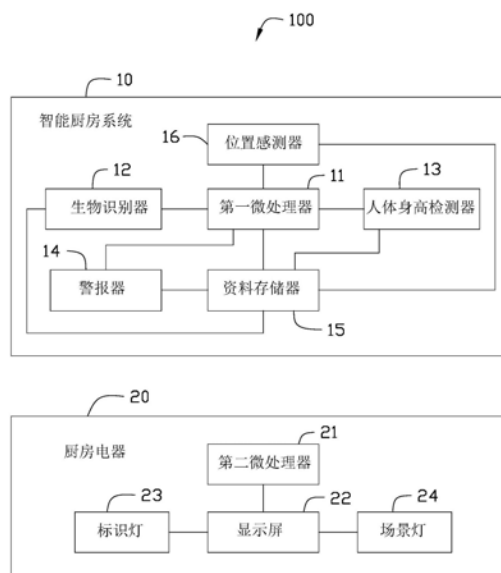 100
10
智能厨房系统
16
位置感测器
12
11
13
生物识别器
第一微处理器
人体身高检测器
14
警报器
资料存储器
15
20
厨房电器
21
第二微处理器
23
22
24
标识灯
显示屏
场景灯